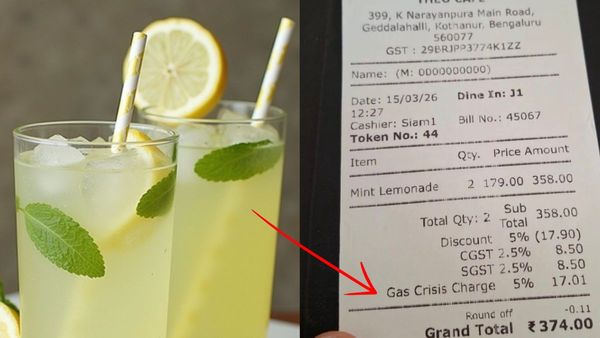 THEO CAFE
399, K Narayanpura Main Road,
Geddalahalli, Kothanur, Bengaluru
560077
GST : 29BRJPP3774K1ZZ
Name: (M: 0000000000)
Date: 15/03/26 Dine In: J1
12:27
Cashier: Siam1 Bill No.: 45067
Token No.: 44
Item Qty. Price Amount
Mint Lemonade 2 179.00 358.00
Total Qty: 2 Sub Total 358.00
Discount 5% (17.90)
CGST 2.5% 8.50
SGST 2.5% 8.50
Gas Crisis Charge 5% 17.01
Round off -0.11
Grand Total ₹374.00